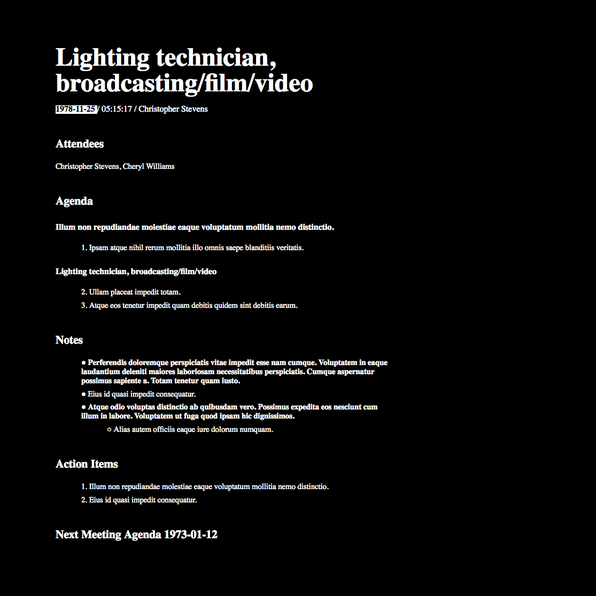 Lighting technician,
broadcasting/film/video
1978-11-25 / 05:15:17 / Christopher Stevens
Attendees
Christopher Stevens, Cheryl Williams
Agenda
Illum non repudiandae molestiae eaque voluptatum mollitia nemo distinctio.
1. Ipsam atque nihil rerum mollitia illo omnis saepe blanditiis veritatis.
Lighting technician, broadcasting/film/video
2. Ullam placeat impedit totam.
3. Atque eos tenetur impedit quam debitis quidem sint debitis earum.
Notes
● Perferendis doloremque perspiciatis vitae impedit esse nam cumque. Voluptatem in eaque
laudantium deleniti maiores laboriosam necessitatibus perspiciatis. Cumque aspernatur
possimus sapiente a. Totam tenetur quam iusto.
● Eius id quasi impedit consequatur.
● Atque odio voluptas distinctio ab quibusdam vero. Possimus expedita eos nesciunt cum
illum in labore. Voluptatem ut fuga quod ipsam hic dignissimos.
○ Alias autem officiis eaque iure dolorum numquam.
Action Items
1. Illum non repudiandae molestiae eaque voluptatum mollitia nemo distinctio.
2. Eius id quasi impedit consequatur.
Next Meeting Agenda 1973-01-12